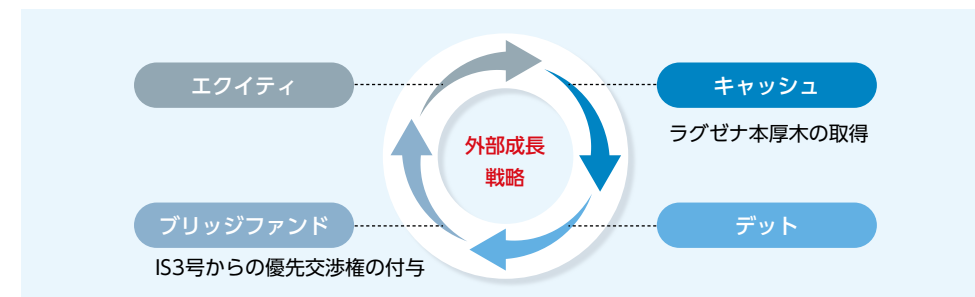 エクイティ
キャッシュ
ラグゼナ本厚木の取得
外部成長
戦略
ブリッジファンド
IS3号からの優先交渉権の付与
デット